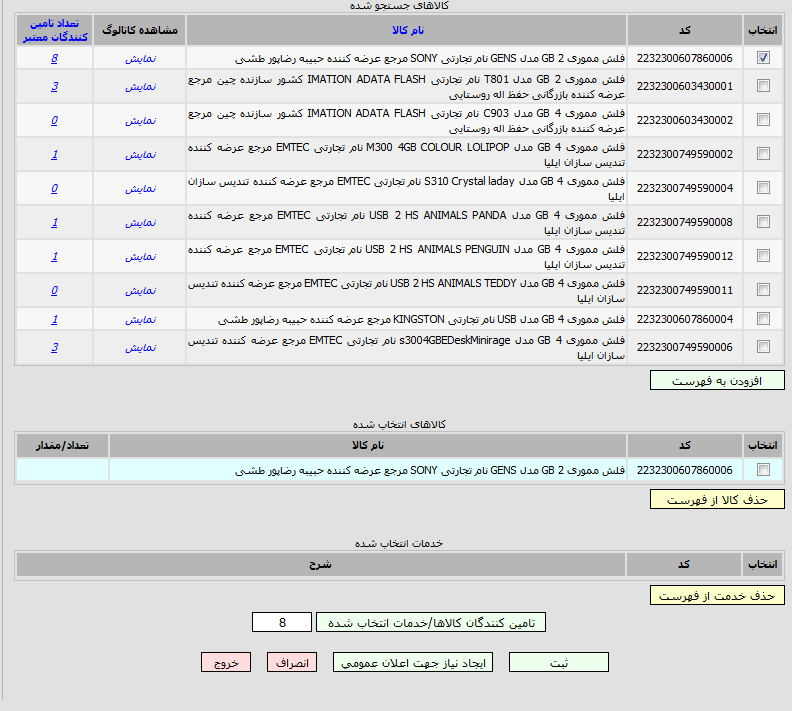 کالاهای جستجو شده
انتخاب کد نام کالا مشاهده کاتالوگ تعداد تامین
کنندگان معتبر
2232300607860006 فلش مموری 2 GB مدل GENS نام تجارتی SONY مرجع عرضه کننده حبیبه رضاپور طشی نمایش 8
2232300603430001 فلش مموری 2 GB مدل T801 نام تجارتی IMATION ADATA FLASH کشور سازنده چین مرجع
عرضه کننده بازرگانی حفظ اله روستایی نمایش 3
2232300603430002 فلش مموری 4 GB مدل C903 نام تجارتی IMATION ADATA FLASH کشور سازنده چین مرجع
عرضه کننده بازرگانی حفظ اله روستایی نمایش 0
2232300749590002 فلش مموری 4 GB مدل M300 4GB COLOUR LOLIPOP نام تجارتی EMTEC مرجع عرضه کننده
تندیس سازان ایلیا نمایش 1
2232300749590004 فلش مموری 4 GB مدل S310 Crystal laday نام تجارتی EMTEC مرجع عرضه کننده تندیس سازان
ایلیا نمایش 0
2232300749590008 فلش مموری 4 GB مدل USB 2 HS ANIMALS PANDA نام تجارتی EMTEC مرجع عرضه کننده
تندیس سازان ایلیا نمایش 1
2232300749590012 فلش مموری 4 GB مدل USB 2 HS ANIMALS PENGUIN نام تجارتی EMTEC مرجع عرضه کننده
تندیس سازان ایلیا نمایش 1
2232300749590011 فلش مموری 4 GB مدل USB 2 HS ANIMALS TEDDY نام تجارتی EMTEC مرجع عرضه کننده تندیس
سازان ایلیا نمایش 0
2232300607860004 فلش مموری 4 GB مدل USB نام تجارتی KINGSTON مرجع عرضه کننده حبیبه رضاپور طشی نمایش 1
2232300749590006 فلش مموری 4 GB مدل s3004GBEDeskMinirage نام تجارتی EMTEC مرجع عرضه کننده تندیس
سازان ایلیا نمایش 3
افزودن به فهرست
کالاهای انتخاب شده
انتخاب کد نام کالا تعداد/مقدار
2232300607860006 فلش مموری 2 GB مدل GENS نام تجارتی SONY مرجع عرضه کننده حبیبه رضاپور طشی
حذف کالا از فهرست
خدمات انتخاب شده
انتخاب کد شرح
حذف خدمت از فهرست
تامین کنندگان کالاها/خدمات انتخاب شده 8
ثبت ایجاد نیاز جهت اعلان عمومی انصراف خروج